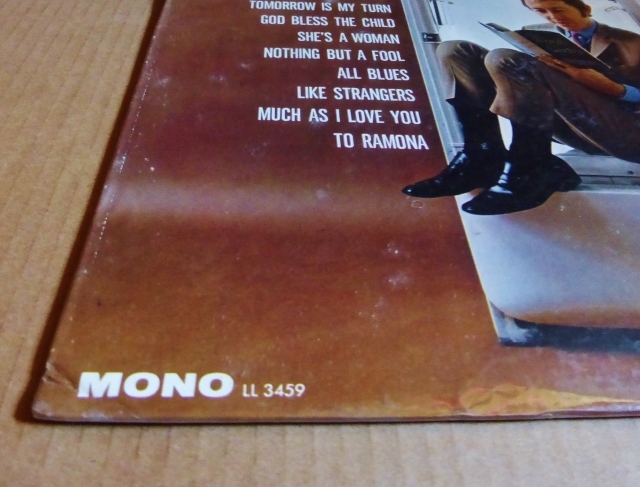 TOMORROW IS MY TURN
GOD BLESS THE CHILD
SHE'S A WOMAN
NOTHING BUT A FOOL
ALL BLUES
LIKE STRANGERS
MUCH AS I LOVE YOU
TO RAMONA
MONO LL 3459